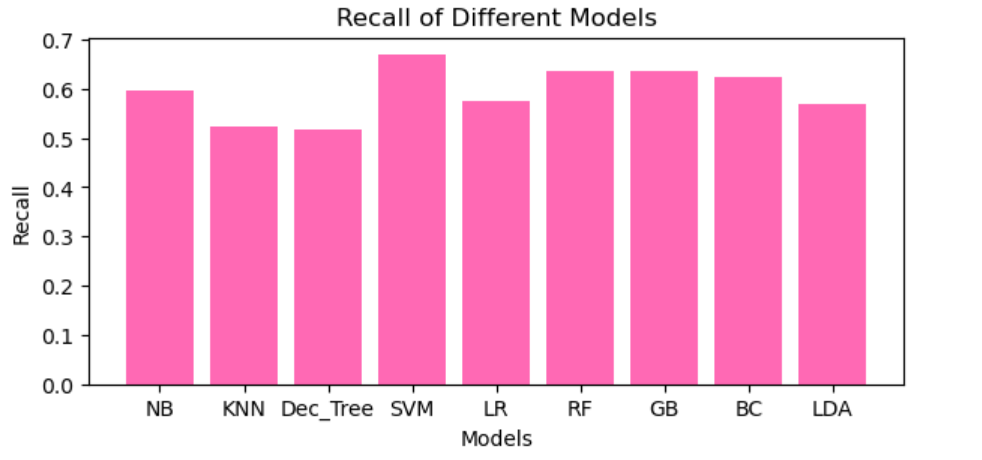 Recall of Different Models
0.7
0.6
0.5
0.4
0.3
0.2
0.1
0.0
Recall
NB KNN Dec_Tree SVM LR RF GB BC LDA
Models